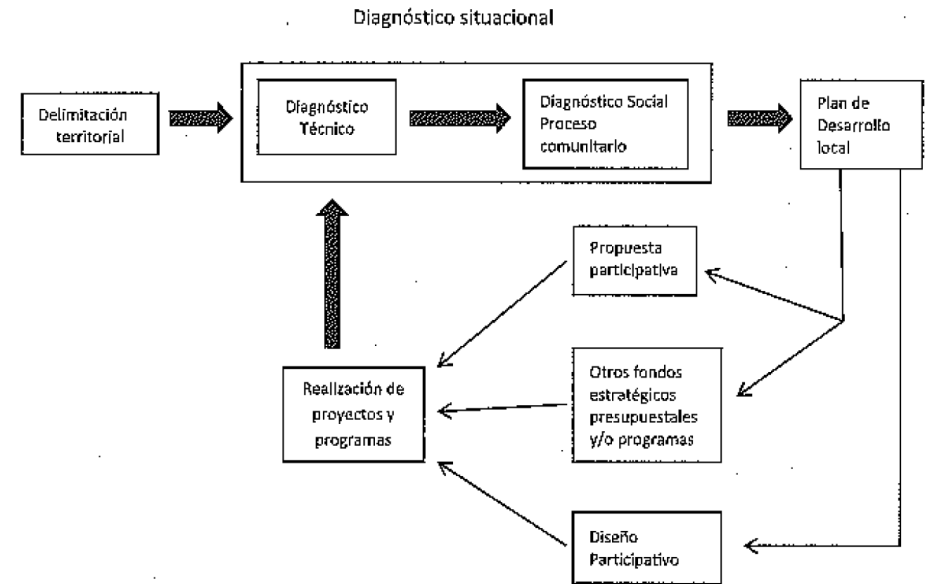 Diagnóstico situacional
Delimitación
territorial
Diagnóstico
Técnico
Diagnóstico Social
Proceso
comunitario
Plan de
Desarrollo
local
Propuesta
participativa
Realización de
proyectos y
programas
Otros fondos
estratégicos
presupuestales
y/o programas
Diseño
Participativo